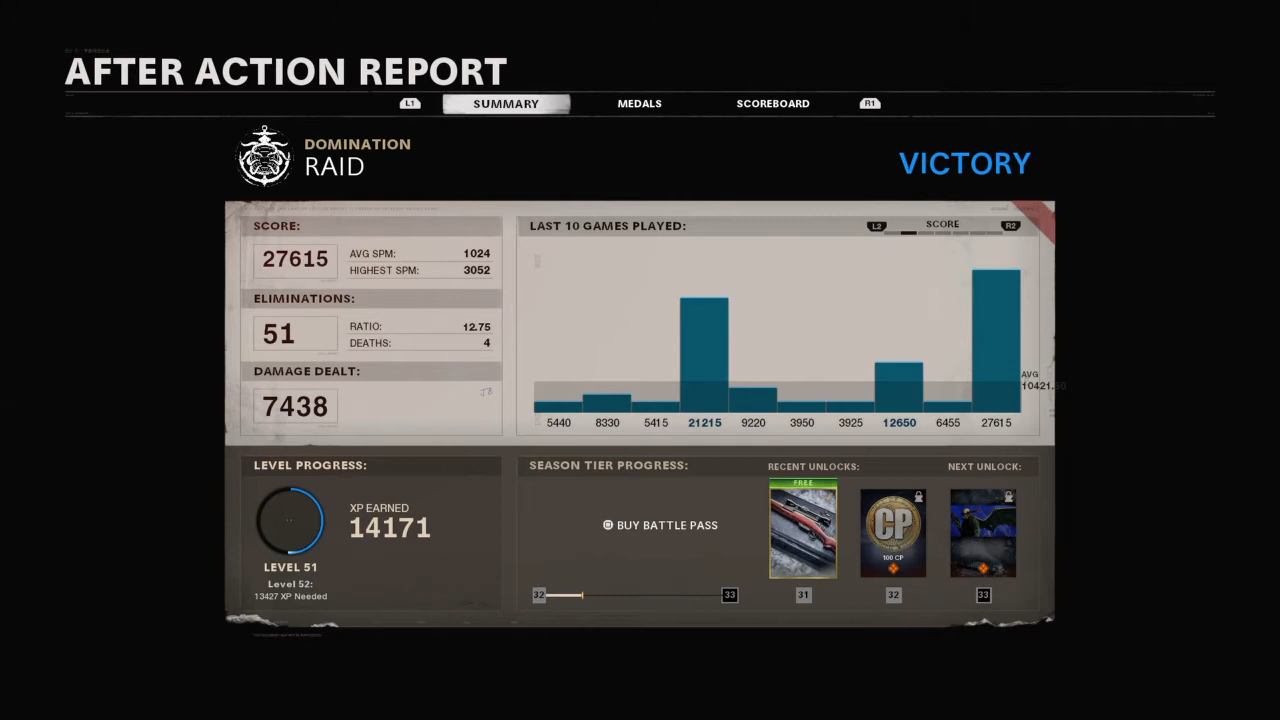 AFTER ACTION REPORT
L1 SUMMARY MEDALS SCOREBOARD R1
DOMINATION
RAID
VICTORY
SCORE:
27615
AVG SPM: 1024
HIGHEST SPM: 3052
ELIMINATIONS:
51
RATIO: 12.75
DEATHS: 4
DAMAGE DEALT:
7438
LAST 10 GAMES PLAYED:
L2 SCORE R2
AVG
10421.50
5440 8330 5415 21215 9220 3950 3925 12650 6455 27615
LEVEL PROGRESS:
XP EARNED
14171
LEVEL 51
Level 52:
13427 XP Needed
SEASON TIER PROGRESS:
BUY BATTLE PASS
32 33
RECENT UNLOCKS:
FREE
CP
100 CP
31 32
NEXT UNLOCK:
33